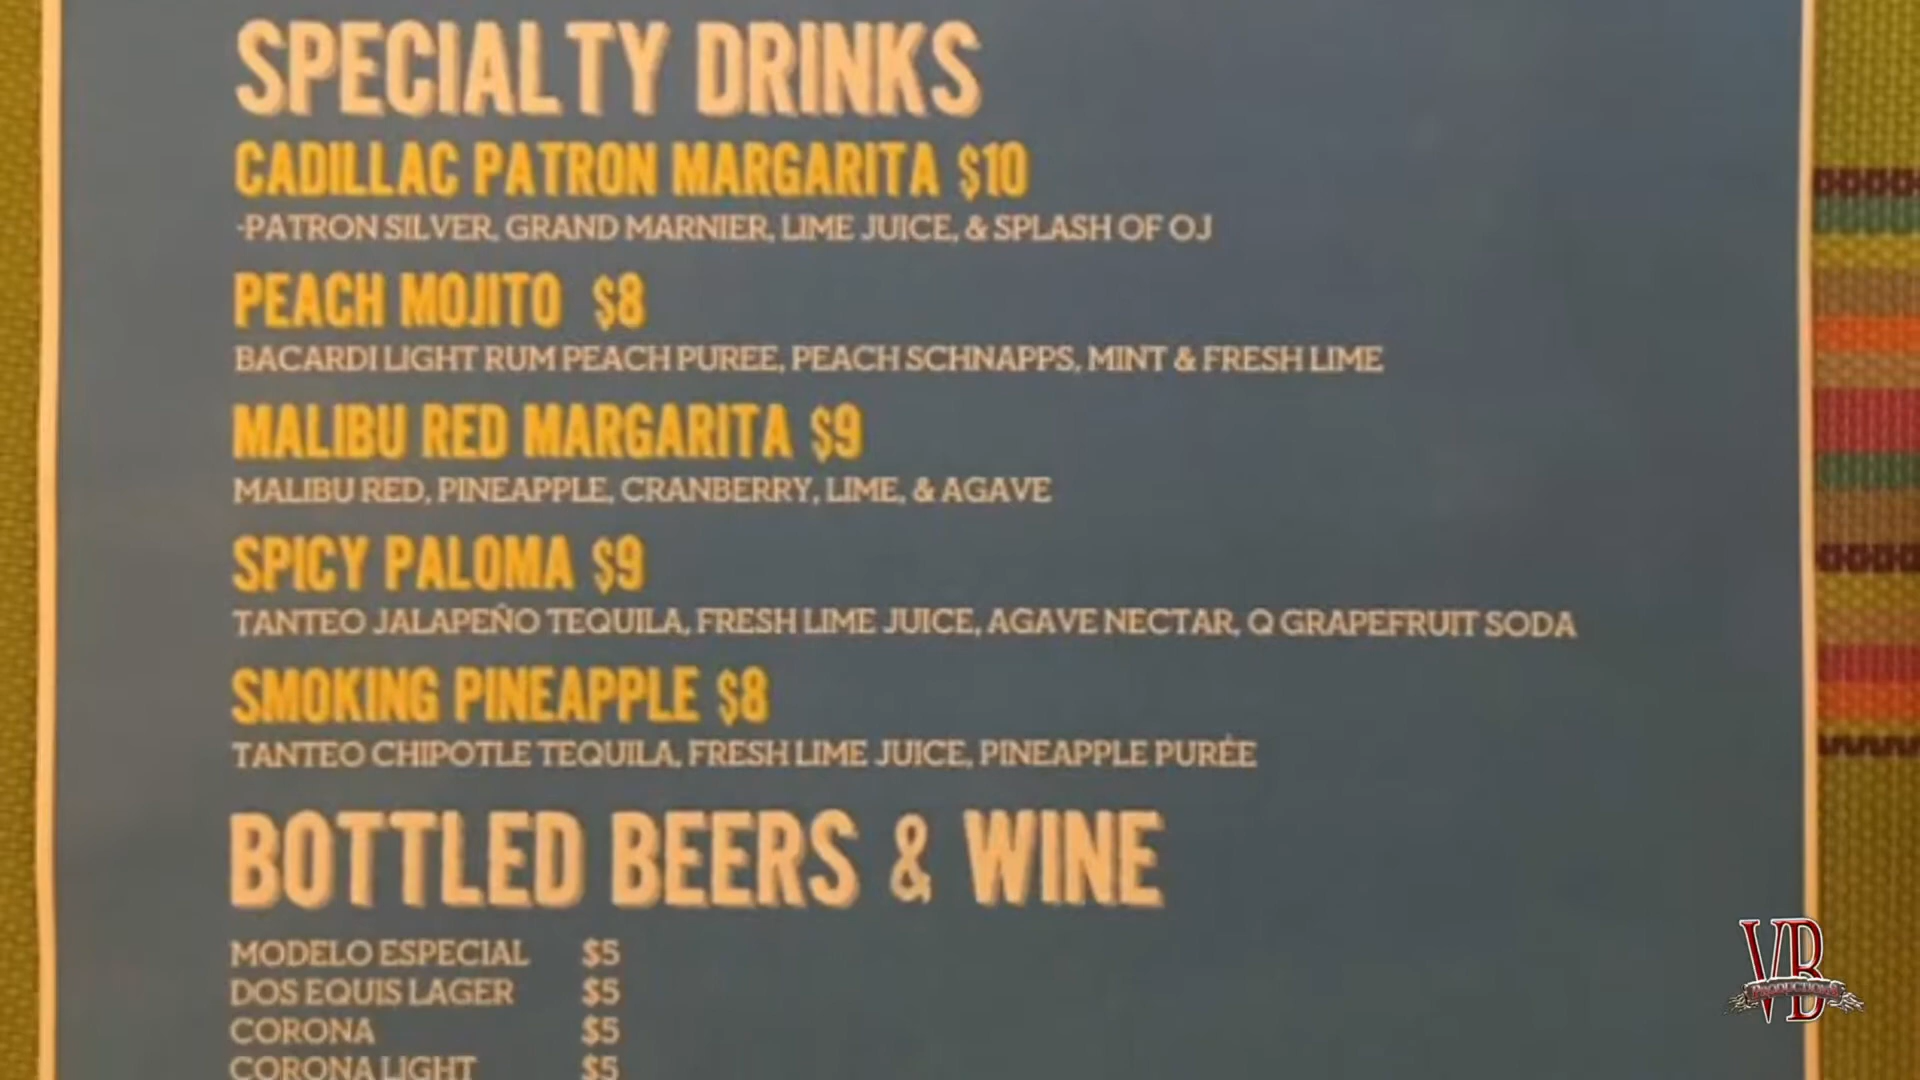 SPECIALTY DRINKS
CADILLAC PATRON MARGARITA $10
-PATRON SILVER, GRAND MARNIER, LIME JUICE, & SPLASH OF OJ
PEACH MOJITO $8
BACARDI LIGHT RUM PEACH PUREE, PEACH SCHNAPPS, MINT & FRESH LIME
MALIBU RED MARGARITA $9
MALIBU RED, PINEAPPLE, CRANBERRY, LIME, & AGAVE
SPICY PALOMA $9
TANTEO JALAPEÑO TEQUILA, FRESH LIME JUICE, AGAVE NECTAR, Q GRAPEFRUIT SODA
SMOKING PINEAPPLE $8
TANTEO CHIPOTLE TEQUILA, FRESH LIME JUICE, PINEAPPLE PURÉE
BOTTLED BEERS & WINE
MODELO ESPECIAL $5
DOS EQUIS LAGER $5
CORONA $5
CORONA LIGHT $5
VB
PRODUCTIONS